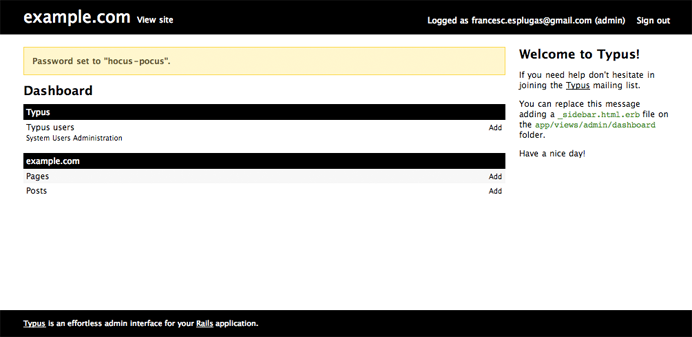 example.com View site Logged as francesc.esplugas@gmail.com (admin) Sign out
Password set to "hocus-pocus".
Dashboard
Typus
Typus users Add
System Users Administration
example.com
Pages Add
Posts Add
Welcome to Typus!
If you need help don't hesitate in
joining the Typus mailing list.
You can replace this message
adding a _sidebar.html.erb file on
the app/views/admin/dashboard
folder.
Have a nice day!
Typus is an effortless admin interface for your Rails application.